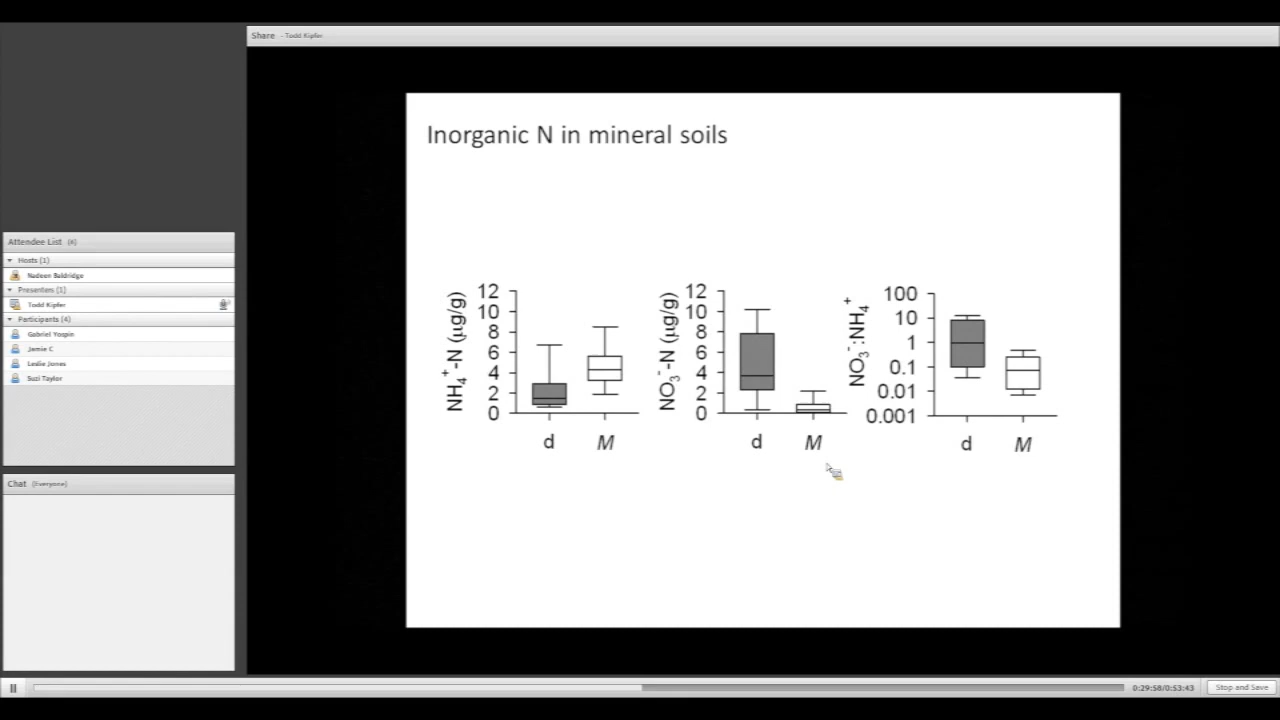 Share - Todd Kipfer
Attendee List (6)
Hosts (1)
Nadeen Baldridge
Presenters (1)
Todd Kipfer
Participants (4)
Gabriel Yospin
Jamie C
Leslie Jones
Suzi Taylor
Chat (Everyone)
Inorganic N in mineral soils
NH₄⁺-N (µg/g)
12
10
8
6
4
2
0
d M
NO₃⁻-N (µg/g)
12
10
8
6
4
2
0
d M
NO₃⁻:NH₄⁺
100
10
1
0.1
0.01
0.001
d M
0:29:58/0:53:43
Stop and Save